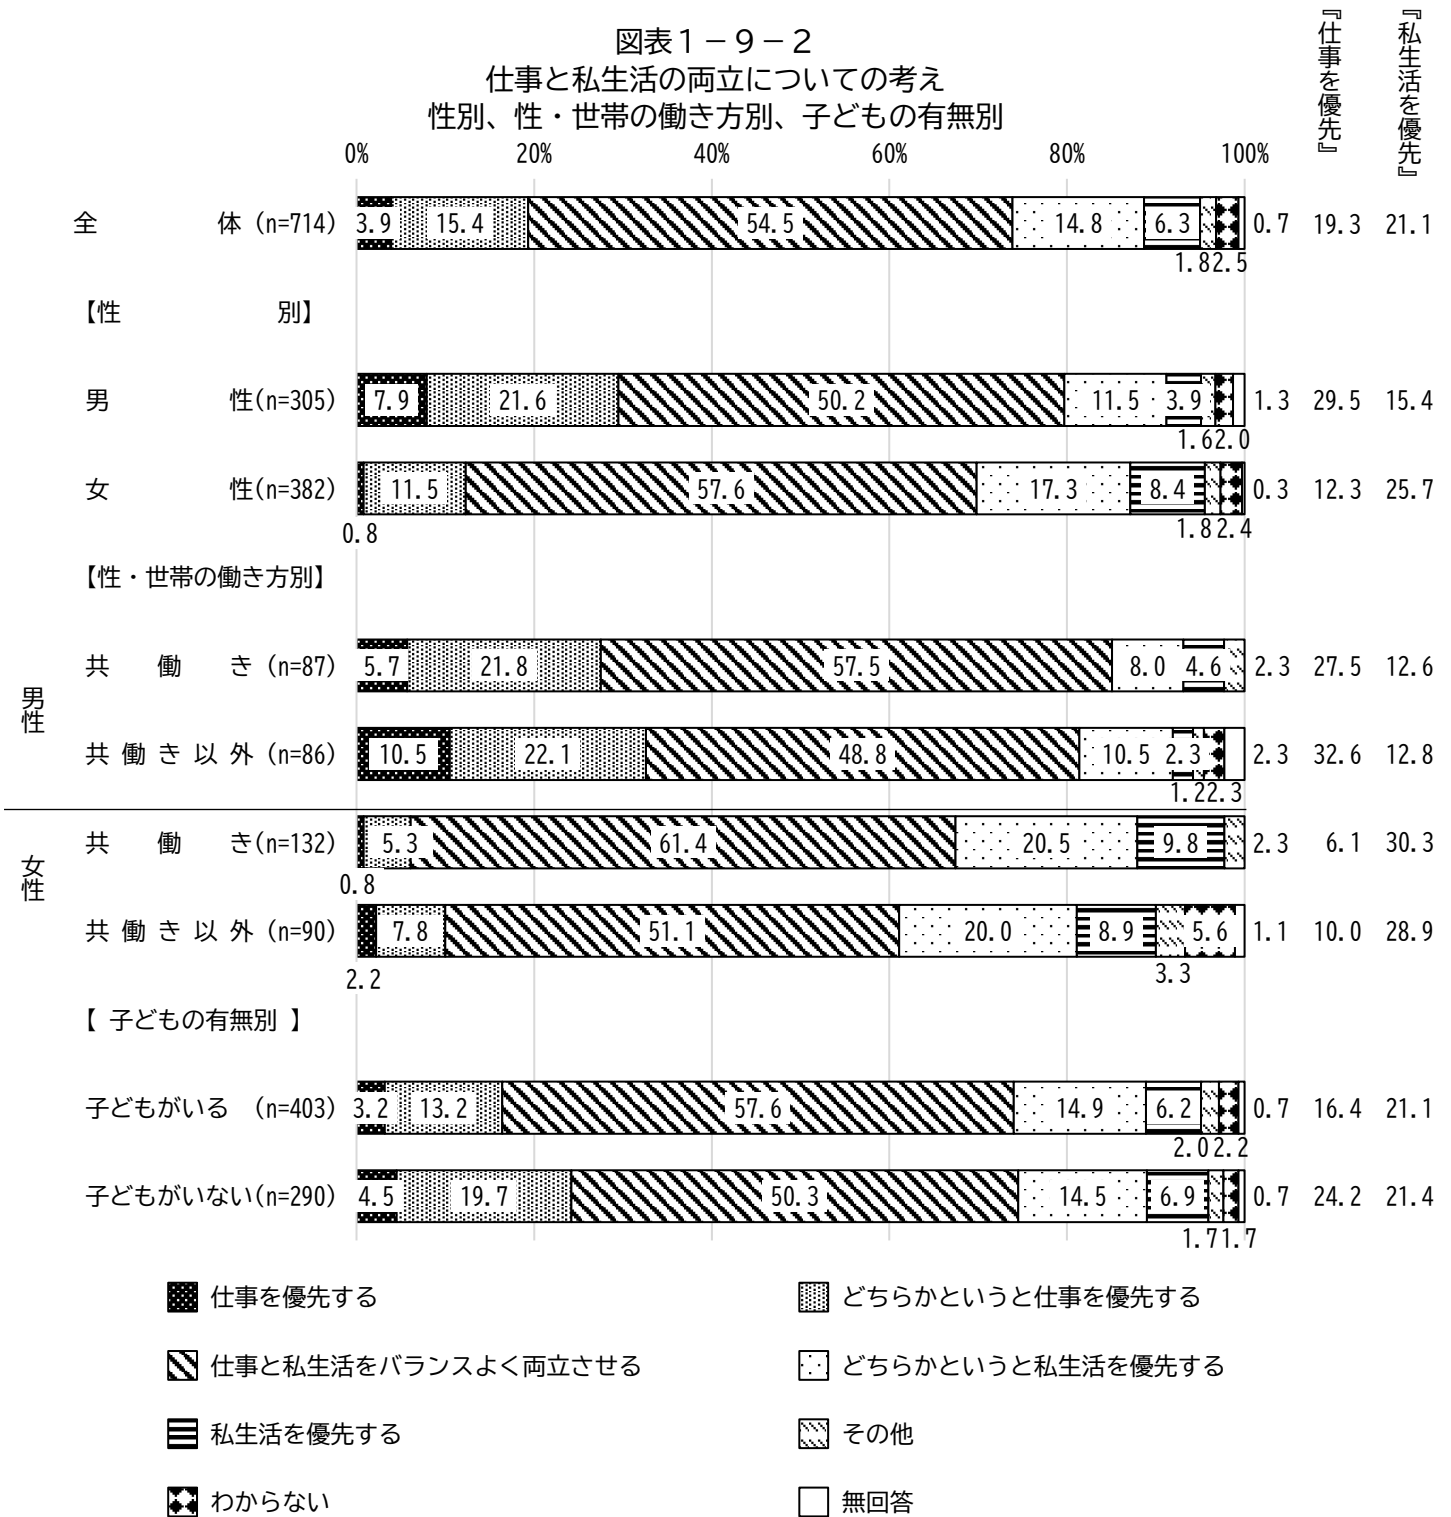 図表１－９－２
仕事と私生活の両立についての考え
性別、性・世帯の働き方別、子どもの有無別
『仕事を優先』
『私生活を優先』
0% 20% 40% 60% 80% 100%
全 体 (n=714) 3.9 15.4 54.5 14.8 6.3 0.7 19.3 21.1
1.8 2.5
【性 別】
男 性(n=305) 7.9 21.6 50.2 11.5 3.9 1.3 29.5 15.4
1.6 2.0
女 性(n=382) 11.5 57.6 17.3 8.4 0.3 12.3 25.7
0.8 1.8 2.4
【性・世帯の働き方別】
男性
共 働 き (n=87) 5.7 21.8 57.5 8.0 4.6 2.3 27.5 12.6
共 働 き 以 外 (n=86) 10.5 22.1 48.8 10.5 2.3 2.3 32.6 12.8
1.2 2.3
女性
共 働 き(n=132) 5.3 61.4 20.5 9.8 2.3 6.1 30.3
0.8
共 働 き 以 外 (n=90) 7.8 51.1 20.0 8.9 5.6 1.1 10.0 28.9
2.2 3.3
【 子どもの有無別 】
子どもがいる (n=403) 3.2 13.2 57.6 14.9 6.2 0.7 16.4 21.1
2.0 2.2
子どもがいない(n=290) 4.5 19.7 50.3 14.5 6.9 0.7 24.2 21.4
1.7 1.7
仕事を優先する
どちらかというと仕事を優先する
仕事と私生活をバランスよく両立させる
どちらかというと私生活を優先する
私生活を優先する
その他
わからない
無回答